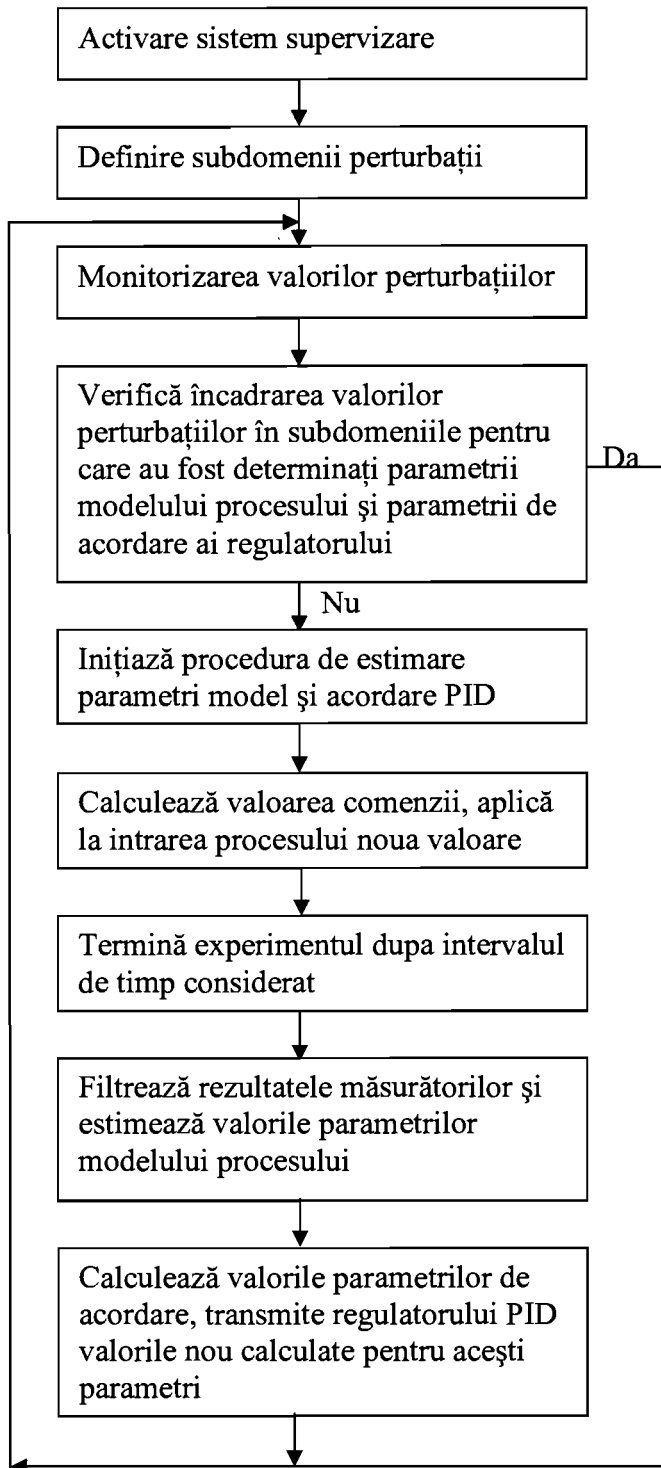 Activare sistem supervizare
Definire subdomenii perturbații
Monitorizarea valorilor perturbațiilor
Verifică încadrarea valorilor
perturbațiilor în subdomeniile pentru
care au fost determinați parametrii
modelului procesului şi parametrii de
acordare ai regulatorului
Da
Nu
Inițiază procedura de estimare
parametri model şi acordare PID
Calculează valoarea comenzii, aplică
la intrarea procesului noua valoare
Termină experimentul dupa intervalul
de timp considerat
Filtrează rezultatele măsurătorilor şi
estimează valorile parametrilor
modelului procesului
Calculează valorile parametrilor de
acordare, transmite regulatorului PID
valorile nou calculate pentru aceşti
parametri